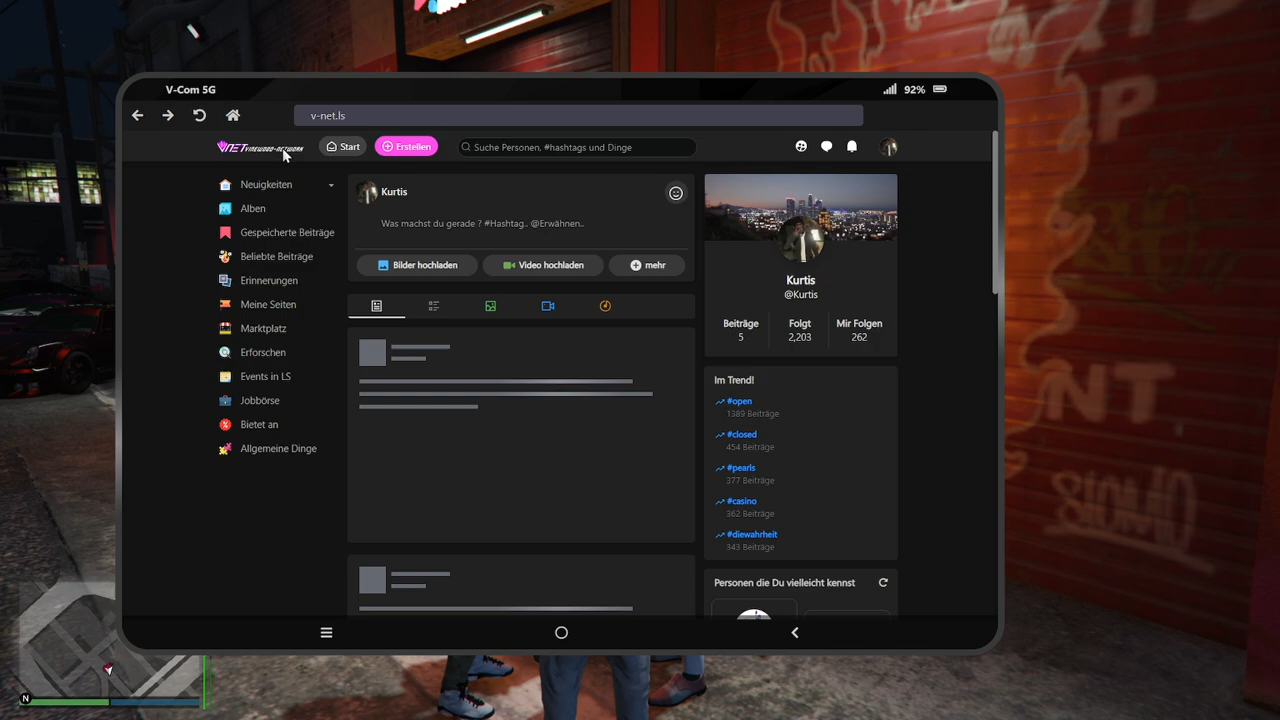 V-Com 5G
92%
v-net.ls
VNET VINEWOOD-NETWORK
Start
Erstellen
Suche Personen, #hashtags und Dinge
Neuigkeiten
Alben
Gespeicherte Beiträge
Beliebte Beiträge
Erinnerungen
Meine Seiten
Marktplatz
Erforschen
Events in LS
Jobbörse
Bietet an
Allgemeine Dinge
Kurtis
Was machst du gerade ? #Hashtag.. @Erwähnen..
Bilder hochladen
Video hochladen
mehr
Kurtis
@Kurtis
Beiträge
5
Folgt
2,203
Mir Folgen
262
Im Trend!
#open
1389 Beiträge
#closed
454 Beiträge
#pearls
377 Beiträge
#casino
362 Beiträge
#diewahrheit
343 Beiträge
Personen die Du vielleicht kennst
N